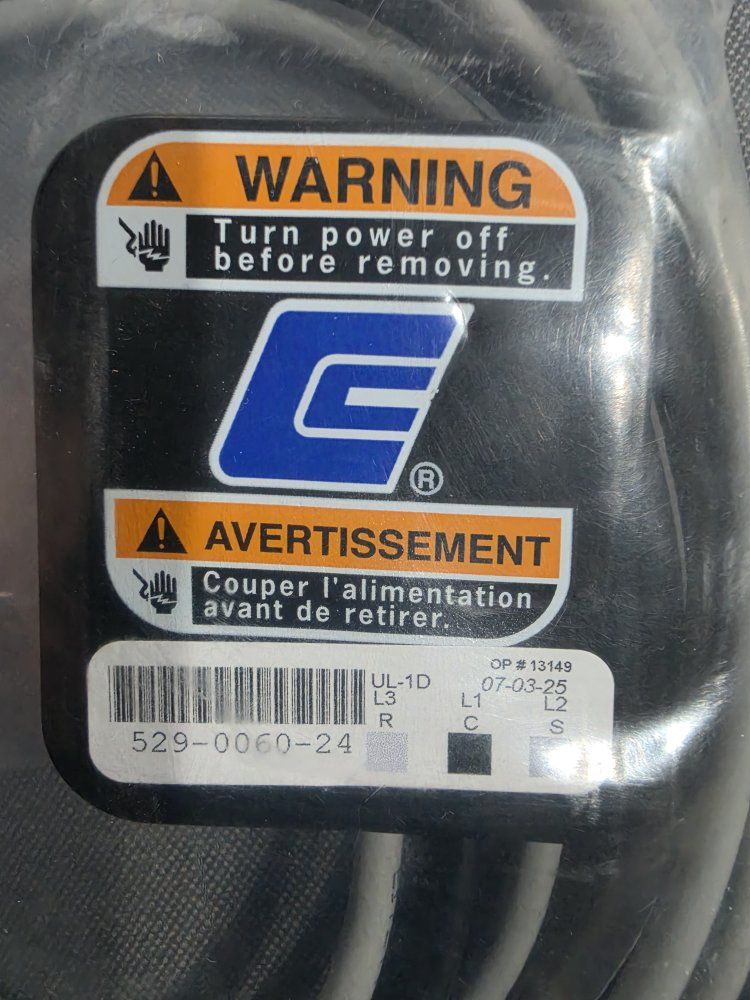 WARNING
Turn power off
before removing.
®
AVERTISSEMENT
Couper l'alimentation
avant de retirer.
OP # 13149
UL-1D 07-03-25
L3 L1 L2
R C S
529-0060-24